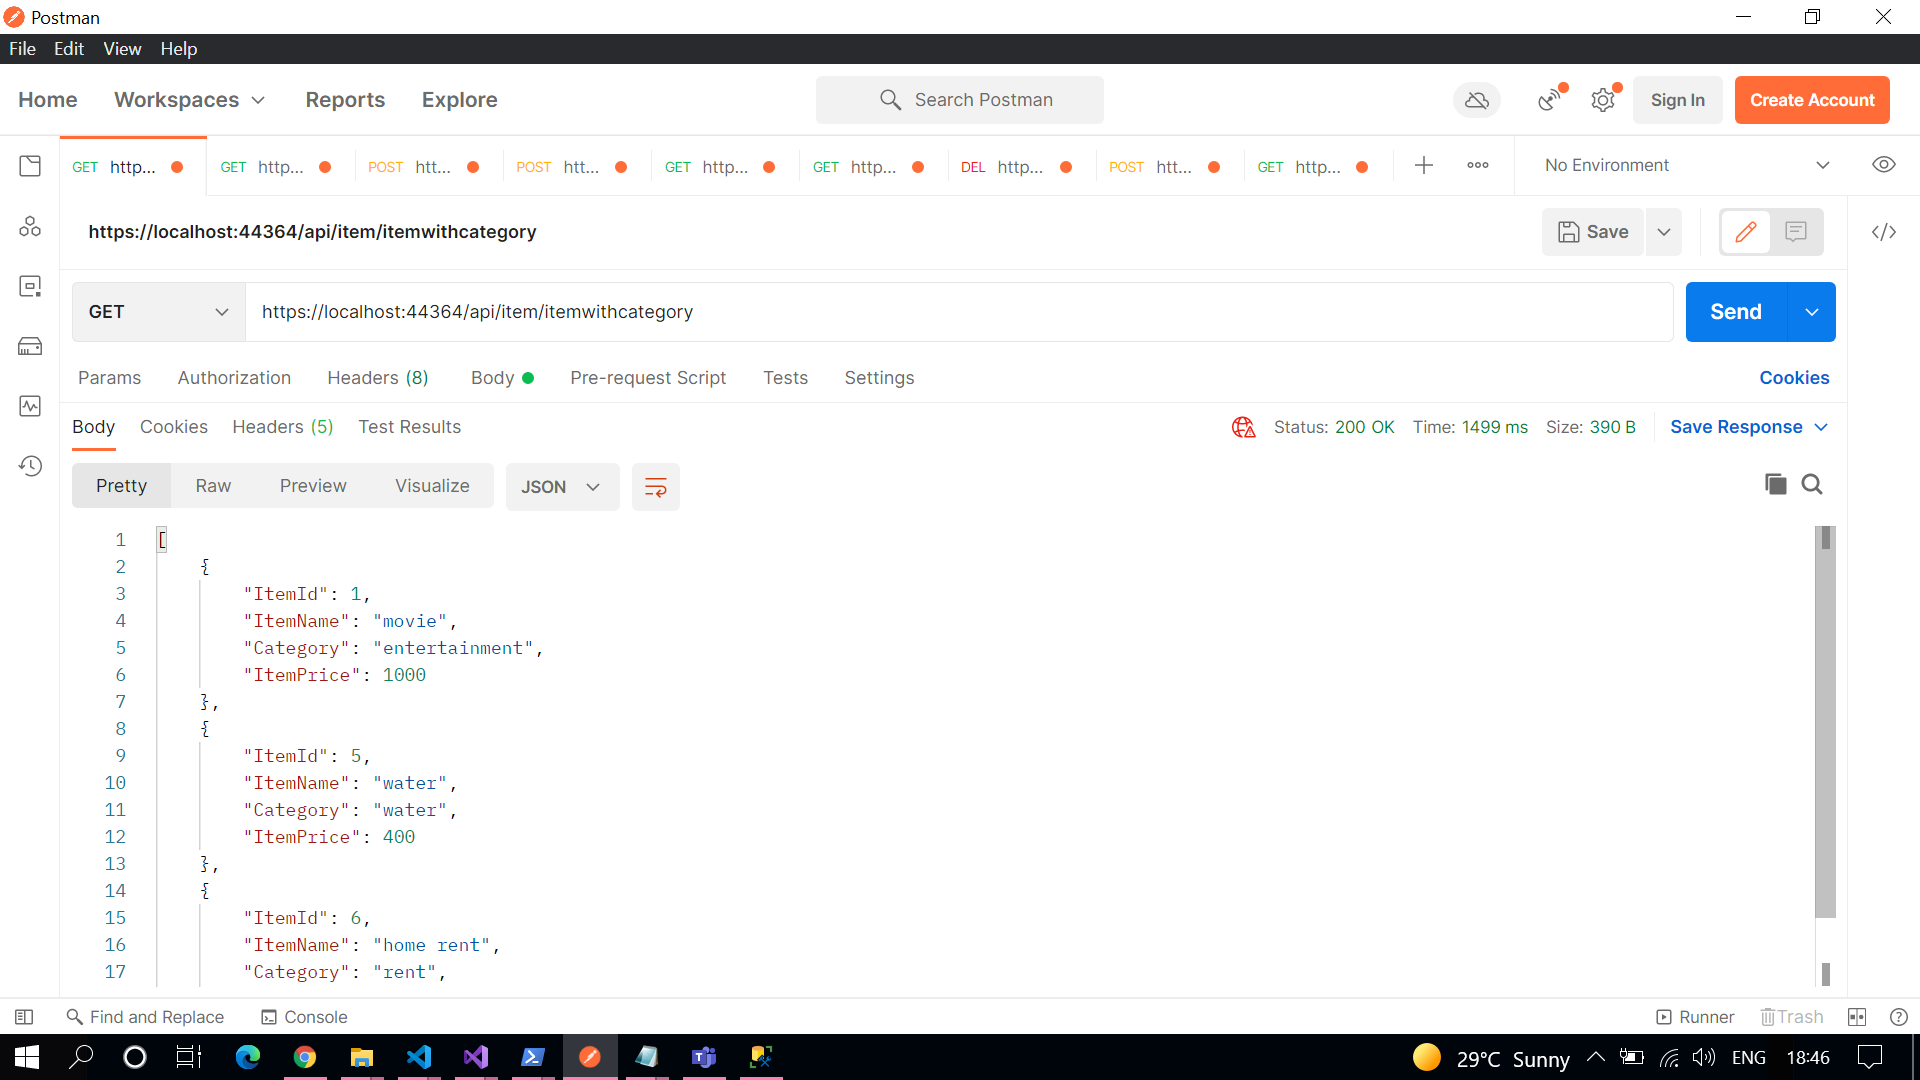 Postman
File Edit View Help
Home Workspaces Reports Explore Search Postman Sign In Create Account
GET http... GET http... POST htt... POST htt... GET http... GET http... DEL http... POST htt... GET http... No Environment
https://localhost:44364/api/item/itemwithcategory Save
GET https://localhost:44364/api/item/itemwithcategory Send
Params Authorization Headers (8) Body Pre-request Script Tests Settings Cookies
Body Cookies Headers (5) Test Results Status: 200 OK Time: 1499 ms Size: 390 B Save Response
Pretty Raw Preview Visualize JSON
1 [
2 {
3 "ItemId": 1,
4 "ItemName": "movie",
5 "Category": "entertainment",
6 "ItemPrice": 1000
7 },
8 {
9 "ItemId": 5,
10 "ItemName": "water",
11 "Category": "water",
12 "ItemPrice": 400
13 },
14 {
15 "ItemId": 6,
16 "ItemName": "home rent",
17 "Category": "rent",
Find and Replace Console Runner Trash
29°C Sunny ENG 18:46